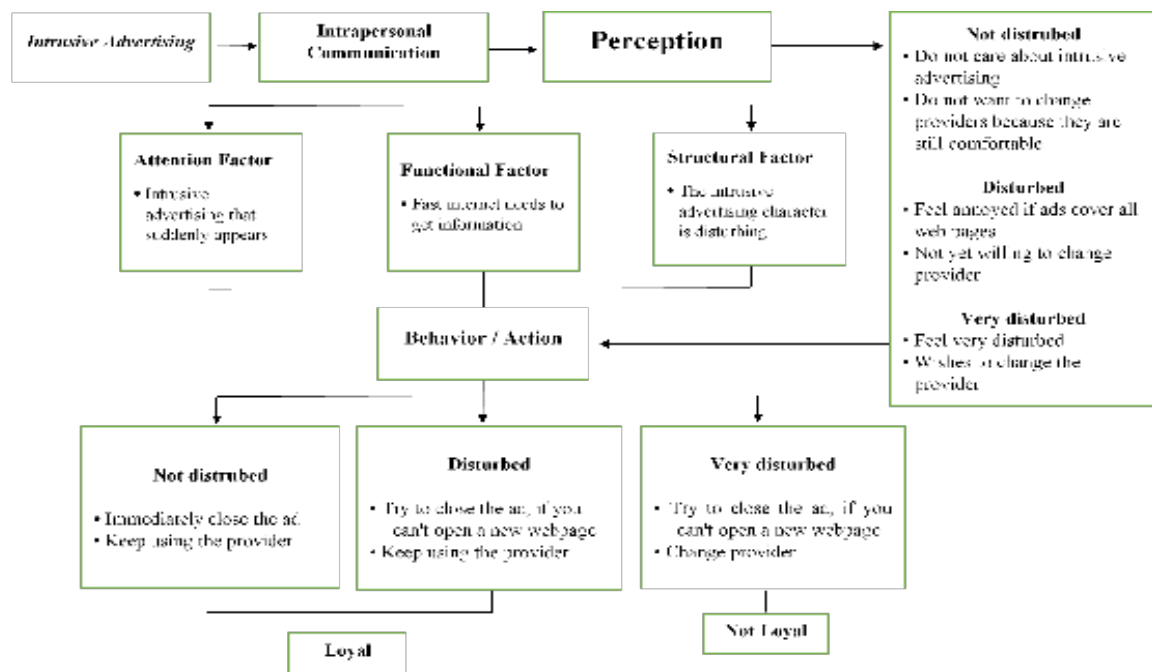 Intrusive Advertising
Intrapersonal
Communication
Perception
Not distrubed
• Do not care about intrusive
advertising
• Do not want to change
providers because they are
still comfortable
Disturbed
• Feel annoyed if ads cover all
web pages
• Not yet willing to change
provider
Very disturbed
• Feel very disturbed
• Wishes to change the
provider
Attention Factor
• Intrusive
advertising that
suddenly appears
Functional Factor
• Fast internet needs to
get information
Structural Factor
• The intrusive
advertising character
is disturbing
Behavior / Action
Not distrubed
• Immediarely close the ad
• Keep using the provider
Disturbed
• Try to close the ac, if you
can't open a new webpage
• Keep using the provider
Very disturbed
• Try to close the ac, if you
can't open a new webpage
• Change provider
Loyal
Not Loyal